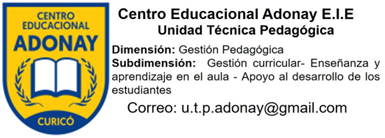 CENTRO
EDUCACIONAL
ADONAY
CURICÓ
Centro Educacional Adonay E.I.E
Unidad Técnica Pedagógica
Dimensión: Gestión Pedagógica
Subdimensión: Gestión curricular- Enseñanza y
aprendizaje en el aula - Apoyo al desarrollo de los
estudiantes
Correo: u.t.p.adonay@gmail.com